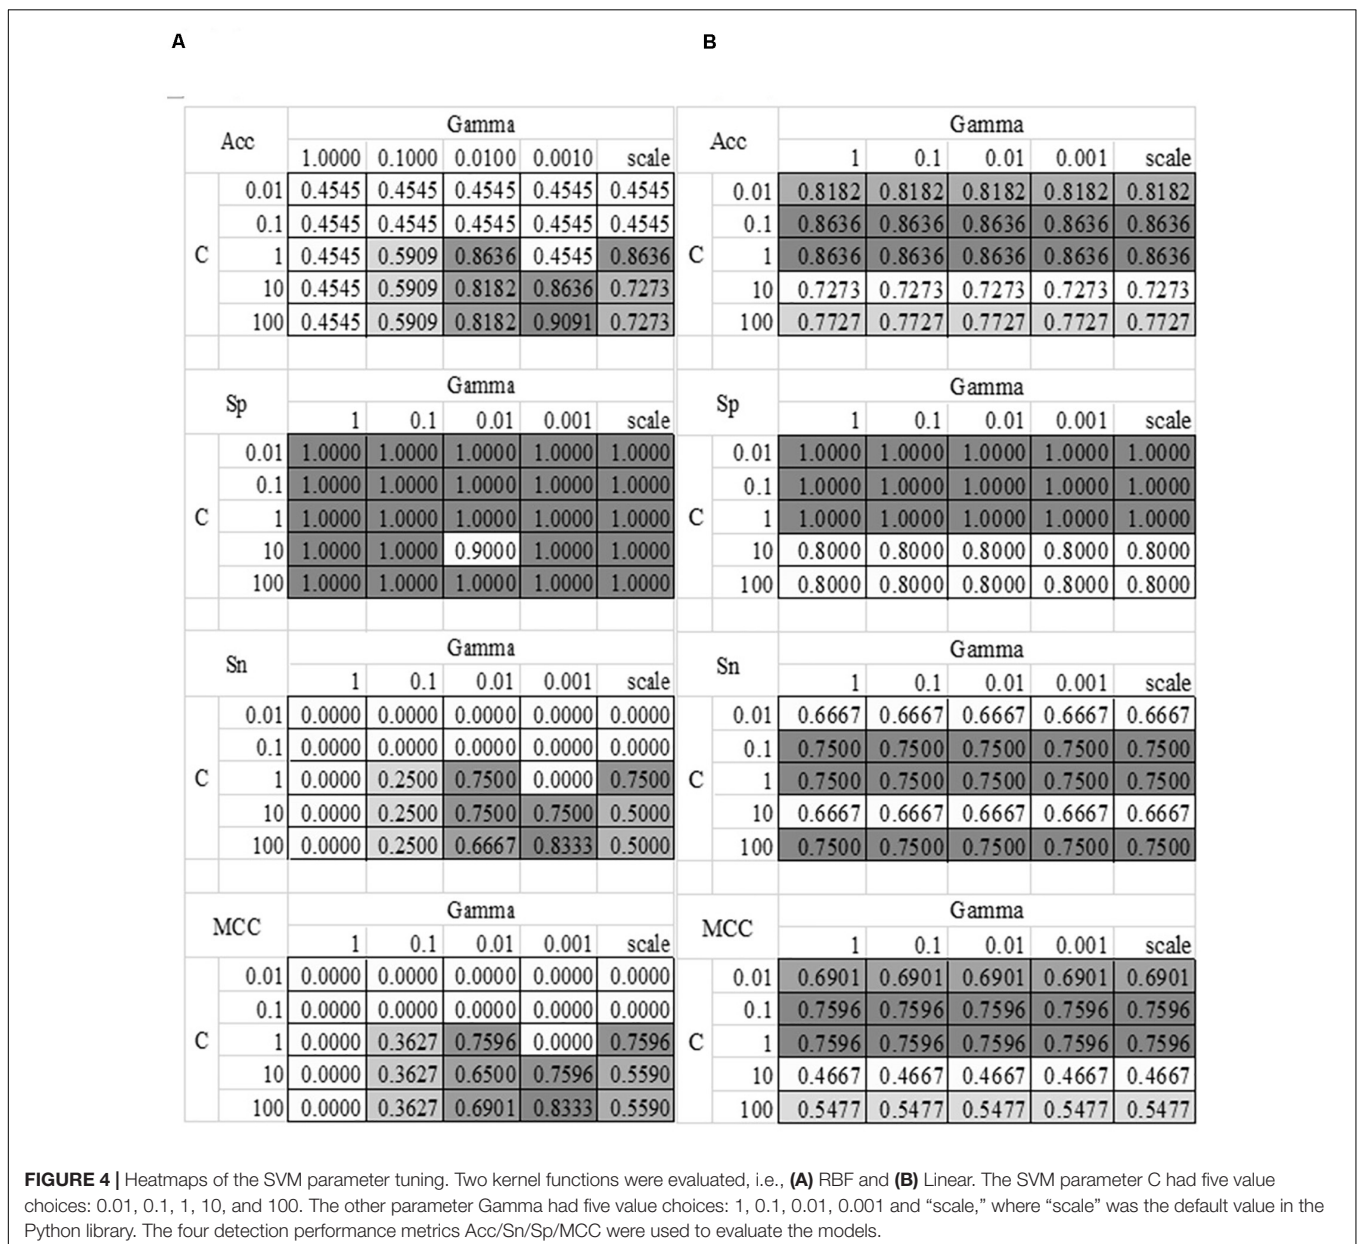 A B
Acc Gamma Acc Gamma
1.0000 0.1000 0.0100 0.0010 scale 1 0.1 0.01 0.001 scale
0.01 0.4545 0.4545 0.4545 0.4545 0.4545 0.01 0.8182 0.8182 0.8182 0.8182 0.8182
0.1 0.4545 0.4545 0.4545 0.4545 0.4545 0.1 0.8636 0.8636 0.8636 0.8636 0.8636
C 1 0.4545 0.5909 0.8636 0.4545 0.8636 C 1 0.8636 0.8636 0.8636 0.8636 0.8636
10 0.4545 0.5909 0.8182 0.8636 0.7273 10 0.7273 0.7273 0.7273 0.7273 0.7273
100 0.4545 0.5909 0.8182 0.9091 0.7273 100 0.7727 0.7727 0.7727 0.7727 0.7727
Sp Gamma Sp Gamma
1 0.1 0.01 0.001 scale 1 0.1 0.01 0.001 scale
0.01 1.0000 1.0000 1.0000 1.0000 1.0000 0.01 1.0000 1.0000 1.0000 1.0000 1.0000
0.1 1.0000 1.0000 1.0000 1.0000 1.0000 0.1 1.0000 1.0000 1.0000 1.0000 1.0000
C 1 1.0000 1.0000 1.0000 1.0000 1.0000 C 1 1.0000 1.0000 1.0000 1.0000 1.0000
10 1.0000 1.0000 0.9000 1.0000 1.0000 10 0.8000 0.8000 0.8000 0.8000 0.8000
100 1.0000 1.0000 1.0000 1.0000 1.0000 100 0.8000 0.8000 0.8000 0.8000 0.8000
Sn Gamma Sn Gamma
1 0.1 0.01 0.001 scale 1 0.1 0.01 0.001 scale
0.01 0.0000 0.0000 0.0000 0.0000 0.0000 0.01 0.6667 0.6667 0.6667 0.6667 0.6667
0.1 0.0000 0.0000 0.0000 0.0000 0.0000 0.1 0.7500 0.7500 0.7500 0.7500 0.7500
C 1 0.0000 0.2500 0.7500 0.0000 0.7500 C 1 0.7500 0.7500 0.7500 0.7500 0.7500
10 0.0000 0.2500 0.7500 0.7500 0.5000 10 0.6667 0.6667 0.6667 0.6667 0.6667
100 0.0000 0.2500 0.6667 0.8333 0.5000 100 0.7500 0.7500 0.7500 0.7500 0.7500
MCC Gamma MCC Gamma
1 0.1 0.01 0.001 scale 1 0.1 0.01 0.001 scale
0.01 0.0000 0.0000 0.0000 0.0000 0.0000 0.01 0.6901 0.6901 0.6901 0.6901 0.6901
0.1 0.0000 0.0000 0.0000 0.0000 0.0000 0.1 0.7596 0.7596 0.7596 0.7596 0.7596
C 1 0.0000 0.3627 0.7596 0.0000 0.7596 C 1 0.7596 0.7596 0.7596 0.7596 0.7596
10 0.0000 0.3627 0.6500 0.7596 0.5590 10 0.4667 0.4667 0.4667 0.4667 0.4667
100 0.0000 0.3627 0.6901 0.8333 0.5590 100 0.5477 0.5477 0.5477 0.5477 0.5477
FIGURE 4 | Heatmaps of the SVM parameter tuning. Two kernel functions were evaluated, i.e., (A) RBF and (B) Linear. The SVM parameter C had five value
choices: 0.01, 0.1, 1, 10, and 100. The other parameter Gamma had five value choices: 1, 0.1, 0.01, 0.001 and “scale,” where “scale” was the default value in the
Python library. The four detection performance metrics Acc/Sn/Sp/MCC were used to evaluate the models.